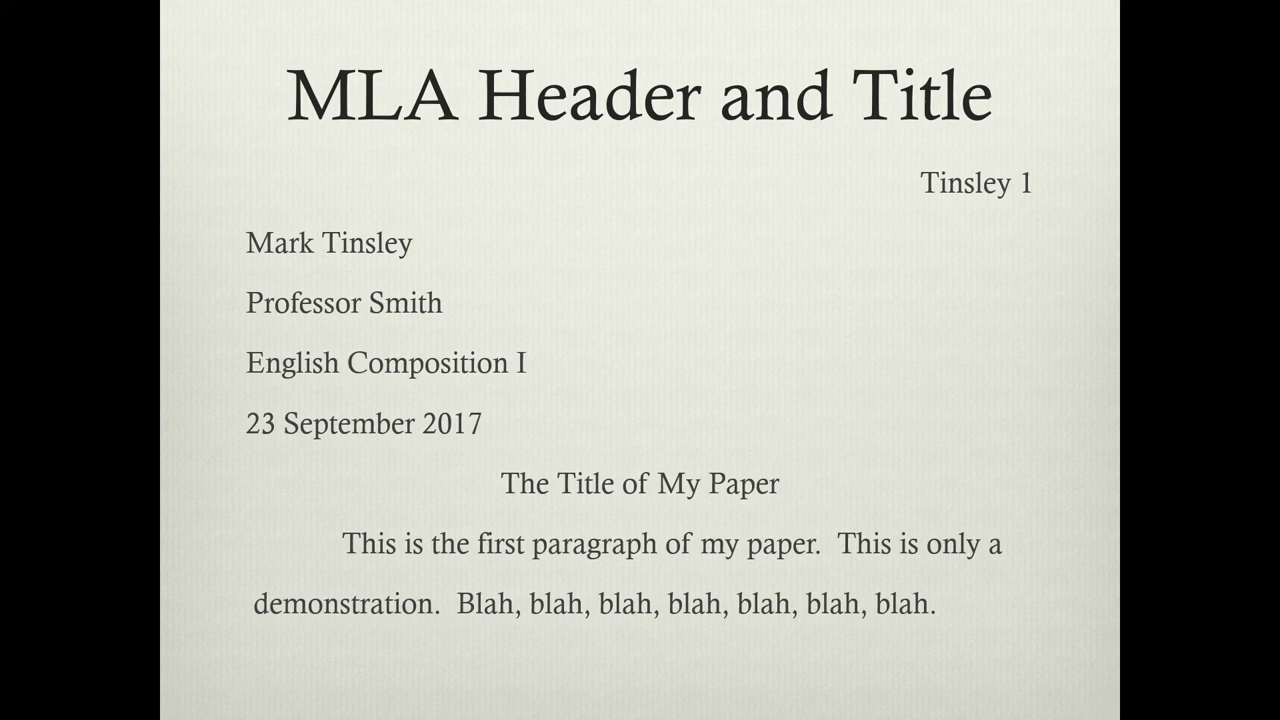 MLA Header and Title
Tinsley 1
Mark Tinsley
Professor Smith
English Composition I
23 September 2017
The Title of My Paper
This is the first paragraph of my paper.  This is only a
demonstration.  Blah, blah, blah, blah, blah, blah, blah.